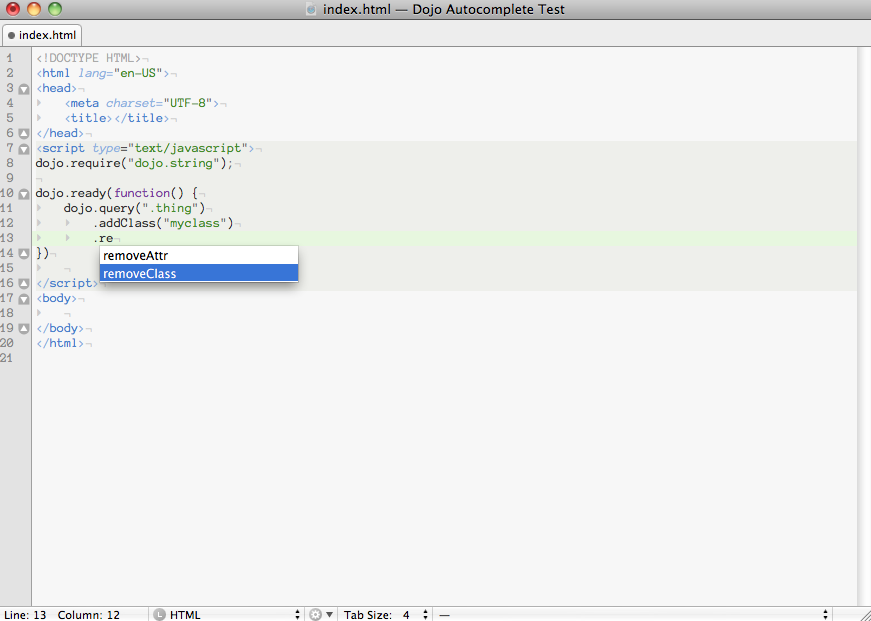 index.html — Dojo Autocomplete Test
index.html
1 <!DOCTYPE HTML>
2 <html lang="en-US">
3 <head>
4 <meta charset="UTF-8">
5 <title></title>
6 </head>
7 <script type="text/javascript">
8 dojo.require("dojo.string");
9
10 dojo.ready(function() {
11 dojo.query(".thing")
12 .addClass("myclass")
13 .re
removeAttr
14 })
removeClass
15
16 </script>
17 <body>
18
19 </body>
20 </html>
21
Line: 13 Column: 12 L HTML Tab Size: 4 —